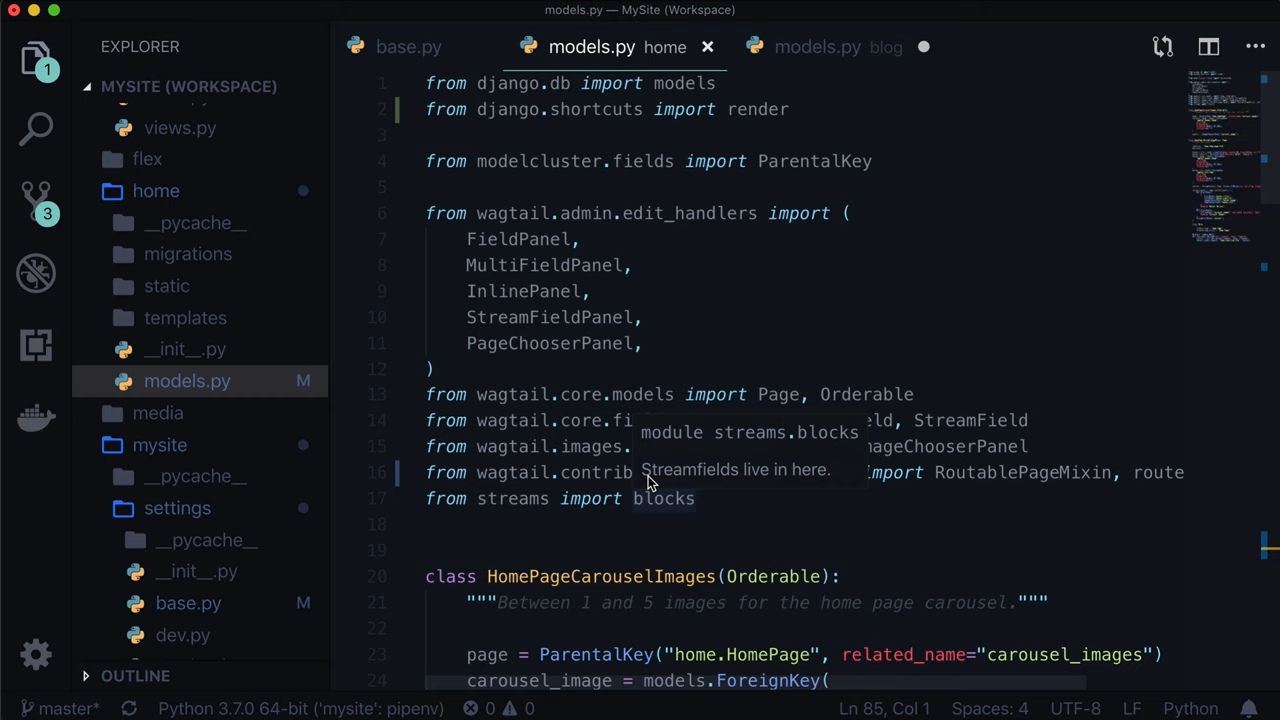 models.py — MySite (Workspace)
EXPLORER
1
3
MYSITE (WORKSPACE)
views.py
flex
home
__pycache__
migrations
static
templates
__init__.py
models.py M
media
mysite
__pycache__
settings
__pycache__
__init__.py
base.py M
dev.py
OUTLINE
base.py
models.py home
models.py blog
1 from django.db import models
2 from django.shortcuts import render
3
4 from modelcluster.fields import ParentalKey
5
6 from wagtail.admin.edit_handlers import (
7 FieldPanel,
8 MultiFieldPanel,
9 InlinePanel,
10 StreamFieldPanel,
11 PageChooserPanel,
12 )
13 from wagtail.core.models import Page, Orderable
14 from wagtail.core.fi eld, StreamField
15 from wagtail.images. mageChooserPanel
16 from wagtail.contrib import RoutablePageMixin, route
17 from streams import blocks
18
19
20 class HomePageCarouselImages(Orderable):
21 """Between 1 and 5 images for the home page carousel."""
22
23 page = ParentalKey("home.HomePage", related_name="carousel_images")
24 carousel_image = models.ForeignKey(
module streams.blocks
Streamfields live in here.
master* Python 3.7.0 64-bit ('mysite': pipenv) 0 0 Ln 85, Col 1 Spaces: 4 UTF-8 LF Python